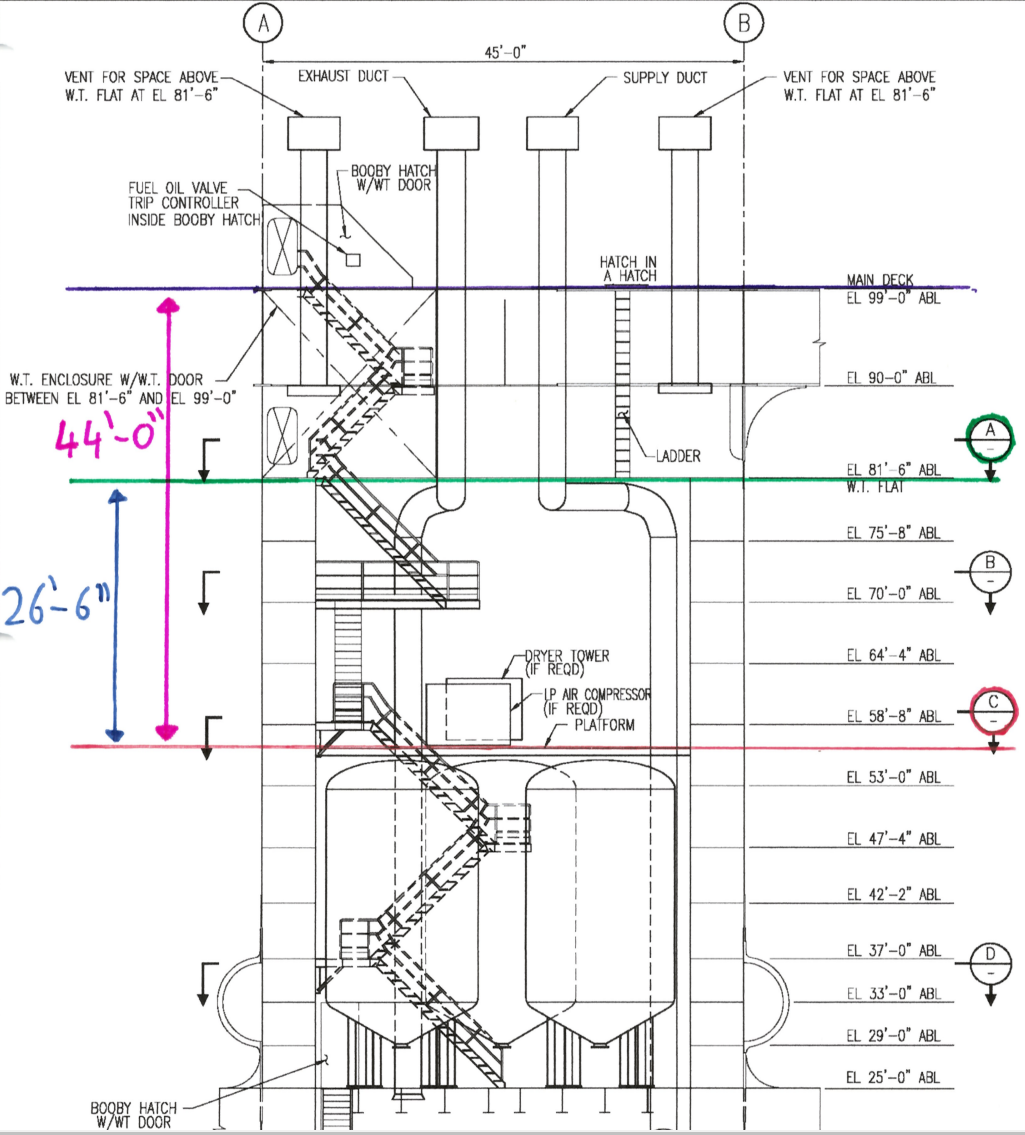 A
B
45'-0"
VENT FOR SPACE ABOVE
W.T. FLAT AT EL 81'-6"
EXHAUST DUCT
SUPPLY DUCT
VENT FOR SPACE ABOVE
W.T. FLAT AT EL 81'-6"
BOOBY HATCH
W/WT DOOR
FUEL OIL VALVE
TRIP CONTROLLER
INSIDE BOOBY HATCH
HATCH IN
A HATCH
MAIN DECK
EL 99'-0" ABL
W.T. ENCLOSURE W/W.T. DOOR
BETWEEN EL 81'-6" AND EL 99'-0"
EL 90-0" ABL
44'-0"
A
-
LADDER
EL 81'-6" ABL
W.T. FLAT
EL 75'-8" ABL
B
-
26'-6"
EL 70'-0" ABL
DRYER TOWER
(IF REQD)
EL 64'-4" ABL
LP AIR COMPRESSOR
(IF REQD)
PLATFORM
C
-
EL 58'-8" ABL
EL 53'-0" ABL
EL 47'-4" ABL
EL 42'-2" ABL
EL 37'-0" ABL
D
-
EL 33'-0" ABL
EL 29'-0" ABL
EL 25'-0" ABL
BOOBY HATCH
W/WT DOOR